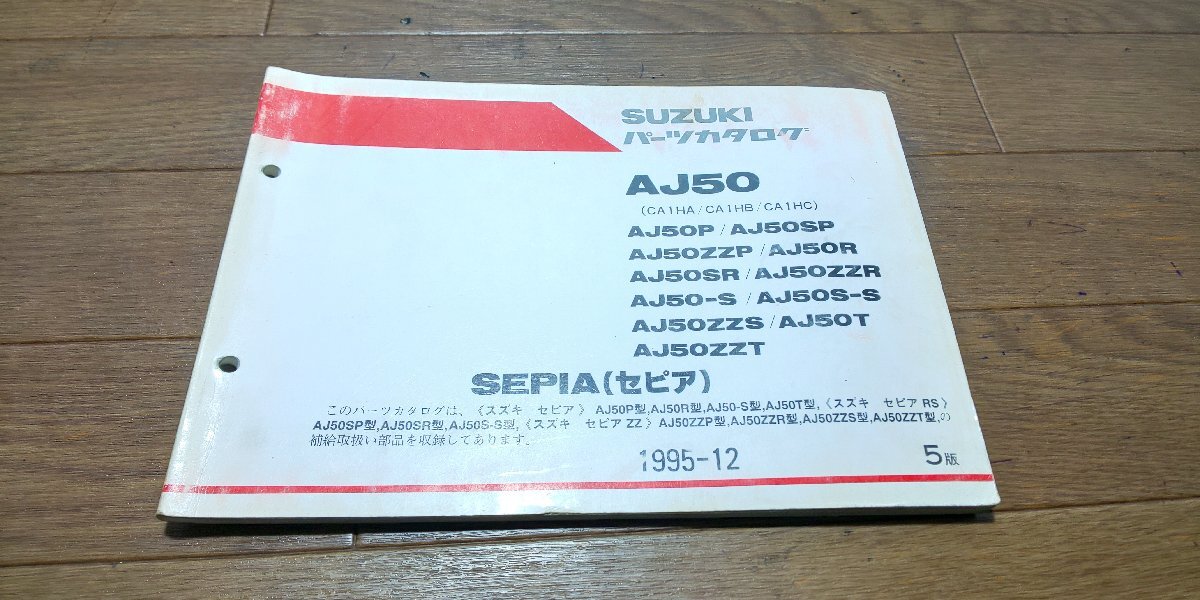 SUZUKI
パーツカタログ
AJ50
(CA1HA/CA1HB/CA1HC)
AJ50P/AJ50SP
AJ50ZZP/AJ50R
AJ50SR/AJ50ZZR
AJ50-S/AJ50S-S
AJ50ZZS/AJ50T
AJ50ZZT
SEPIA(セピア)
このパーツカタログは、《スズキ セピア》AJ50P型,AJ50R型,AJ50-S型,AJ50T型,《スズキ セピアRS》
AJ50SP型,AJ50SR型,AJ50S-S型,《スズキ セピアZZ》AJ50ZZP型,AJ50ZZR型,AJ50ZZS型,AJ50ZZT型,の
補給取扱い部品を収録してあります。
1995-12 5版